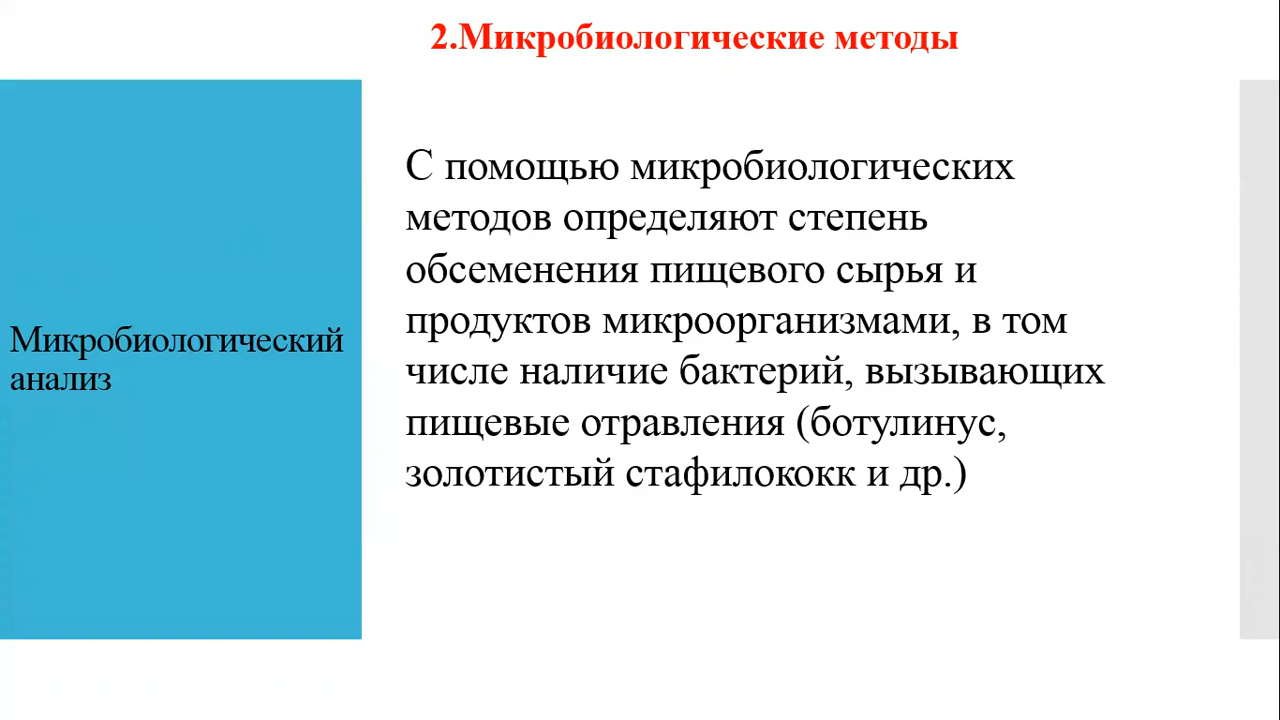 2.Микробиологические методы
Микробиологический
анализ
С помощью микробиологических
методов определяют степень
обсеменения пищевого сырья и
продуктов микроорганизмами, в том
числе наличие бактерий, вызывающих
пищевые отравления (ботулинус,
золотистый стафилококк и др.)